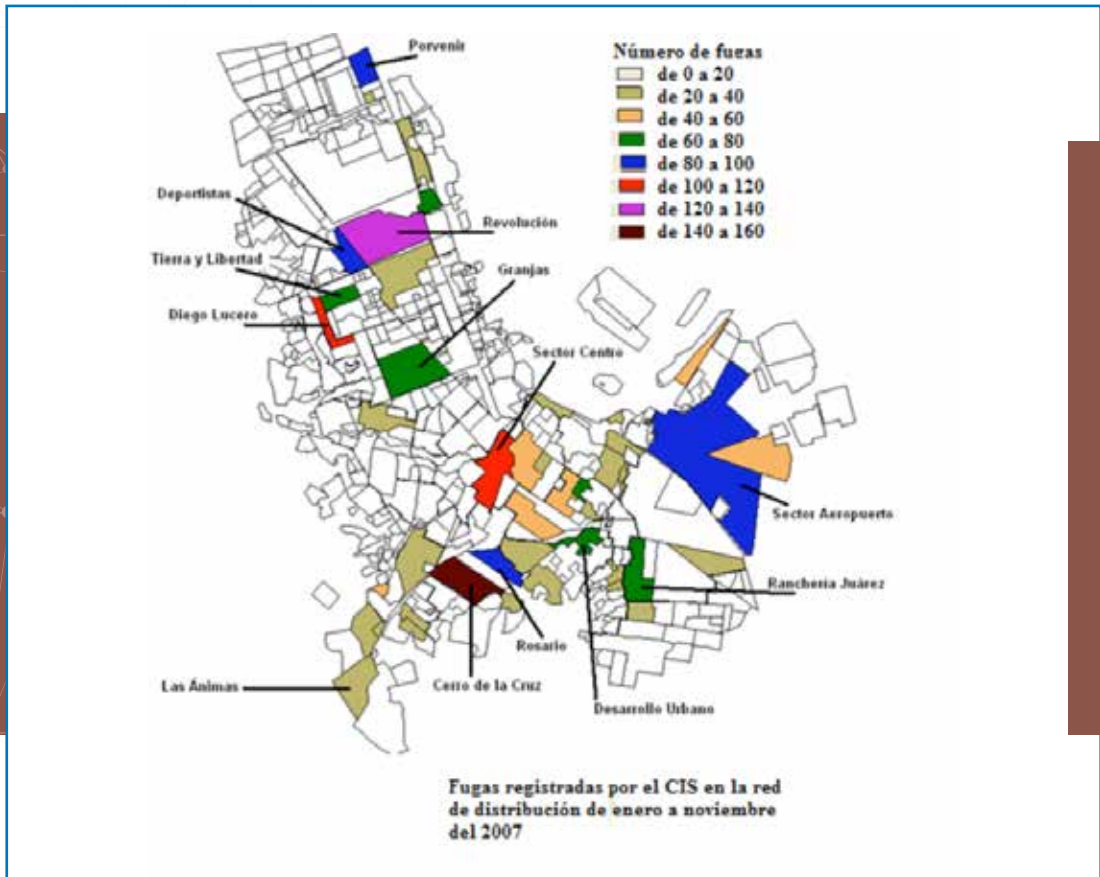 Porvenir
Número de fugas
de 0 a 20
de 20 a 40
de 40 a 60
de 60 a 80
de 80 a 100
de 100 a 120
de 120 a 140
de 140 a 160
Deportistas
Revolución
Tierra y Libertad
Granjas
Diego Lucero
Sector Centro
Sector Aeropuerto
Ranchería Juárez
Rosario
Las Ánimas
Cerro de la Cruz
Desarrollo Urbano
Fugas registradas por el CIS en la red
de distribución de enero a noviembre
del 2007